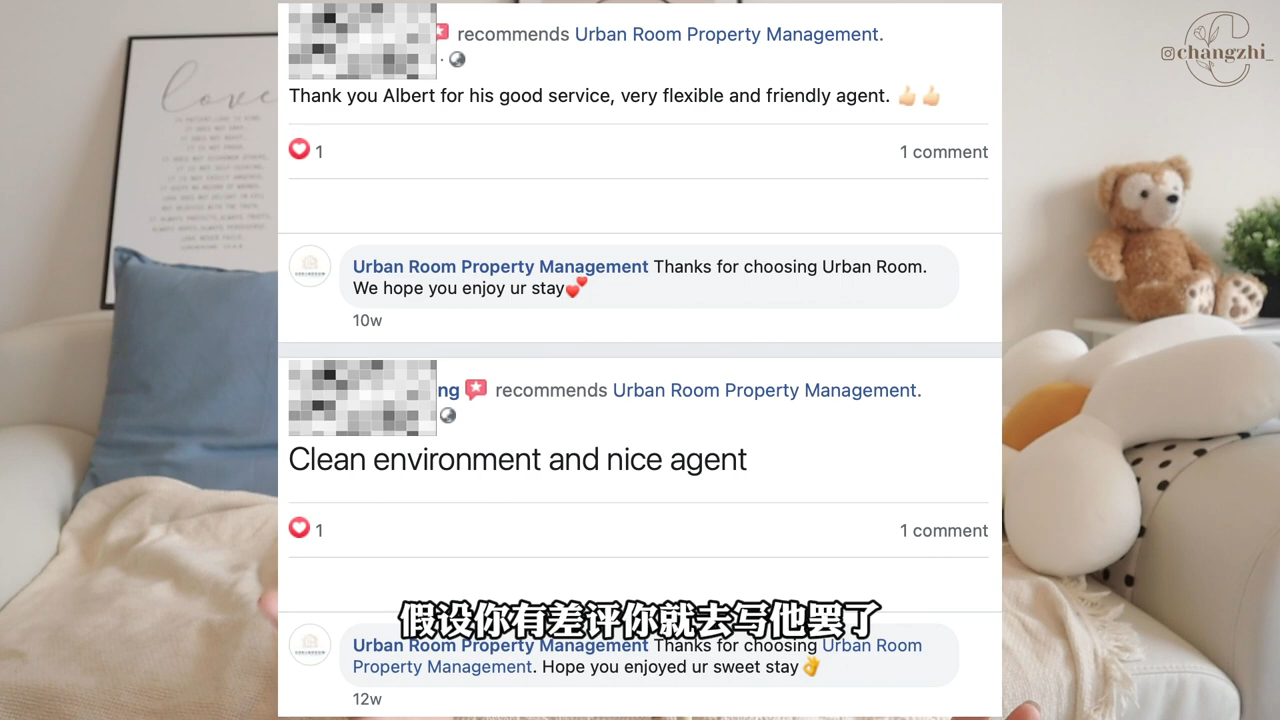 recommends Urban Room Property Management.
Thank you Albert for his good service, very flexible and friendly agent. 👍🏻👍🏻
1
1 comment
Urban Room Property Management Thanks for choosing Urban Room.
We hope you enjoy ur stay💕
10w
ng recommends Urban Room Property Management.
Clean environment and nice agent
1
1 comment
假设你有差评你就去写他罢了
Urban Room Property Management Thanks for choosing Urban Room
Property Management. Hope you enjoyed ur sweet stay👌
12w
love
@changzhi_